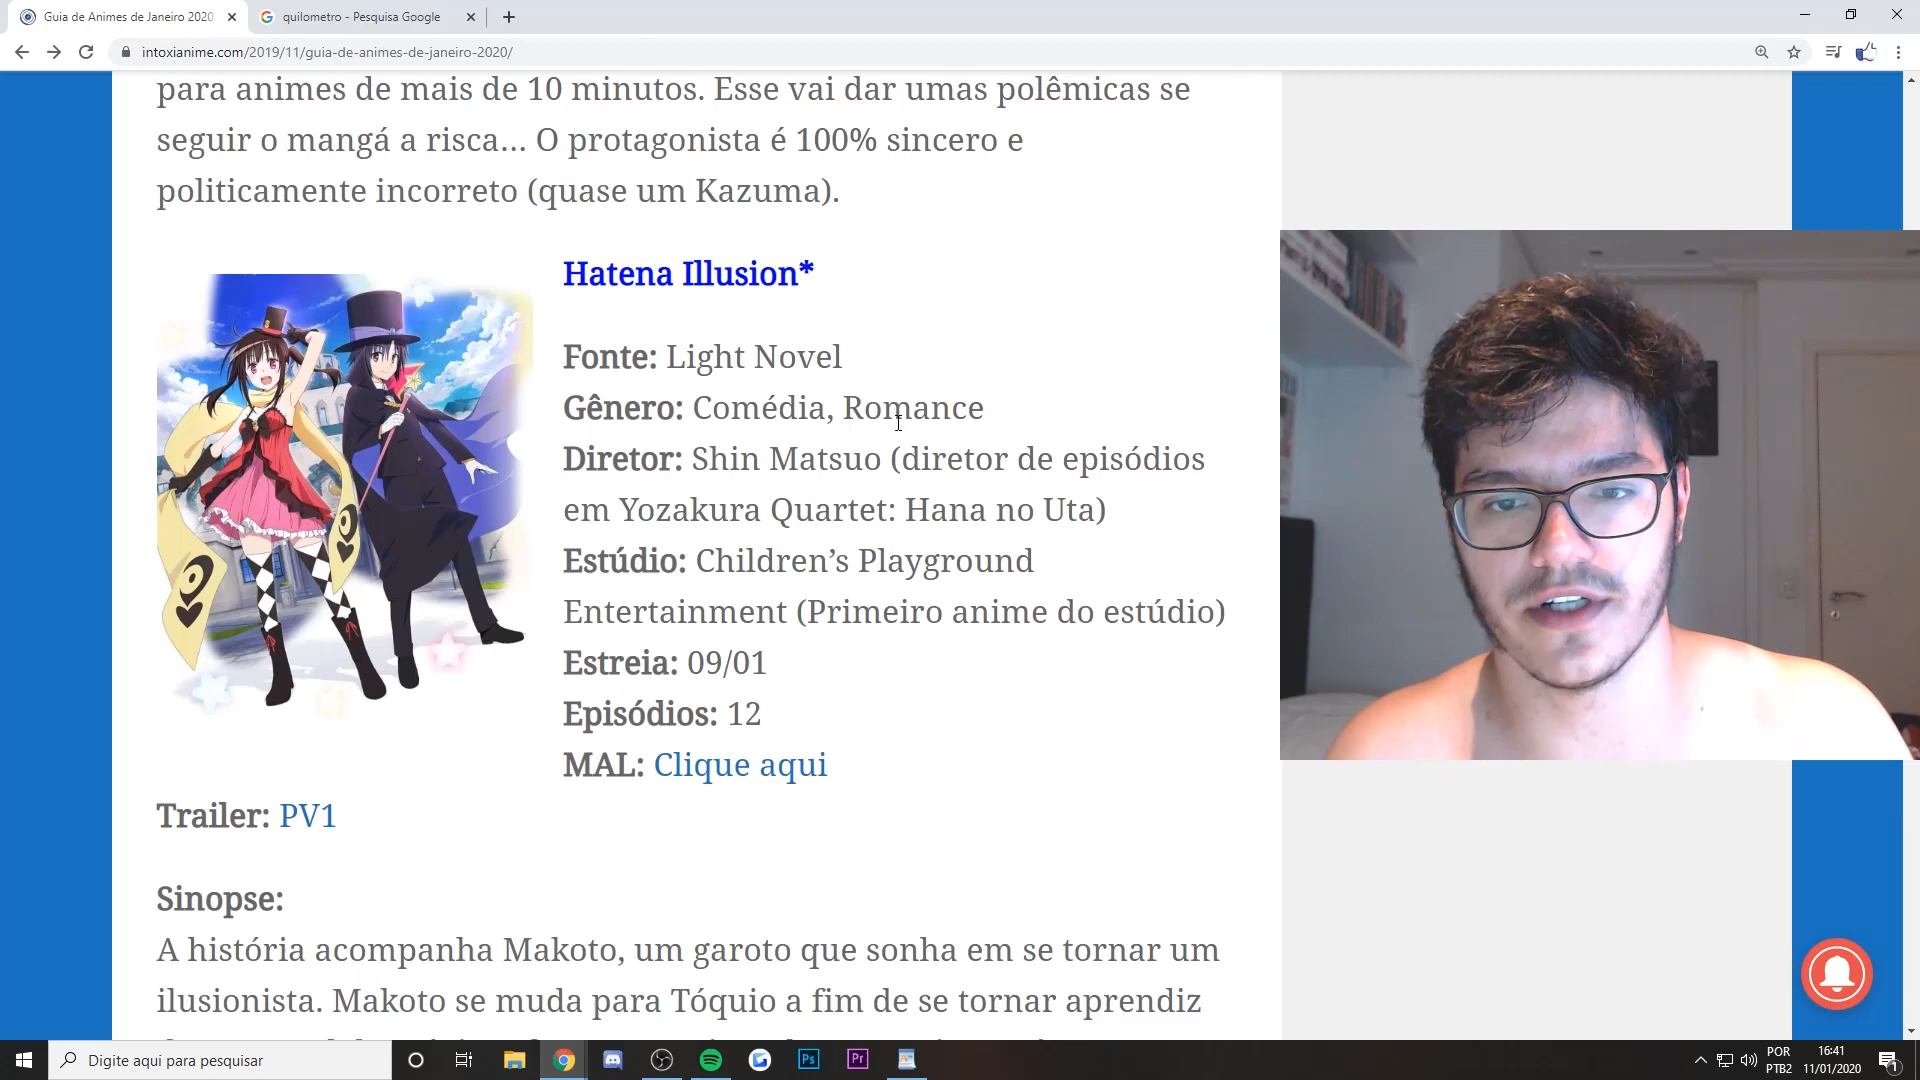 Guia de Animes de Janeiro 2020
quilometro - Pesquisa Google
intoxianime.com/2019/11/guia-de-animes-de-janeiro-2020/
para animes de mais de 10 minutos. Esse vai dar umas polêmicas se
seguir o mangá a risca… O protagonista é 100% sincero e
politicamente incorreto (quase um Kazuma).
Hatena Illusion*
Fonte: Light Novel
Gênero: Comédia, Romance
Diretor: Shin Matsuo (diretor de episódios
em Yozakura Quartet: Hana no Uta)
Estúdio: Children’s Playground
Entertainment (Primeiro anime do estúdio)
Estreia: 09/01
Episódios: 12
MAL: Clique aqui
Trailer: PV1
Sinopse:
A história acompanha Makoto, um garoto que sonha em se tornar um
ilusionista. Makoto se muda para Tóquio a fim de se tornar aprendiz
Digite aqui para pesquisar
Ps
Pr
POR
PTB2
16:41
11/01/2020
1